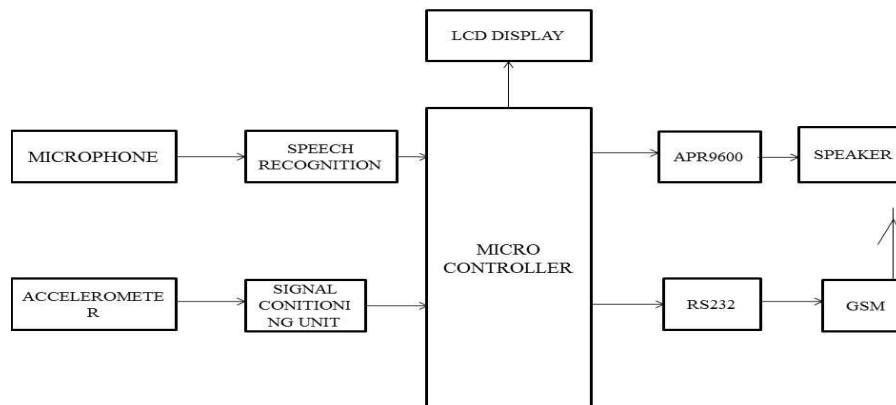 LCD DISPLAY
MICROPHONE
SPEECH
RECOGNITION
APR9600
SPEAKER
MICRO
CONTROLLER
ACCELEROMETE
R
SIGNAL
CONITIONI
NG UNIT
RS232
GSM